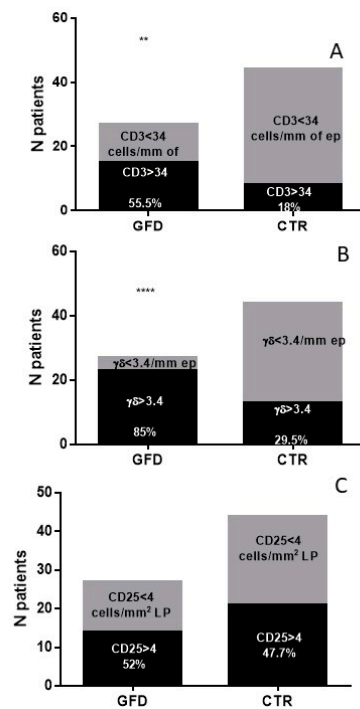 A
**
60
40
20
0
N patients
CD3<34
cells/mm of
CD3>34
55.5%
CD3<34
cells/mm of ep
CD3>34
18%
GFD
CTR
B
****
60
40
20
0
N patients
γδ<3.4/mm ep
γδ>3.4
85%
γδ<3.4/mm ep
γδ>3.4
29.5%
GFD
CTR
C
50
40
30
20
10
0
N patients
CD25<4
cells/mm² LP
CD25>4
52%
CD25<4
cells/mm² LP
CD25>4
47.7%
GFD
CTR